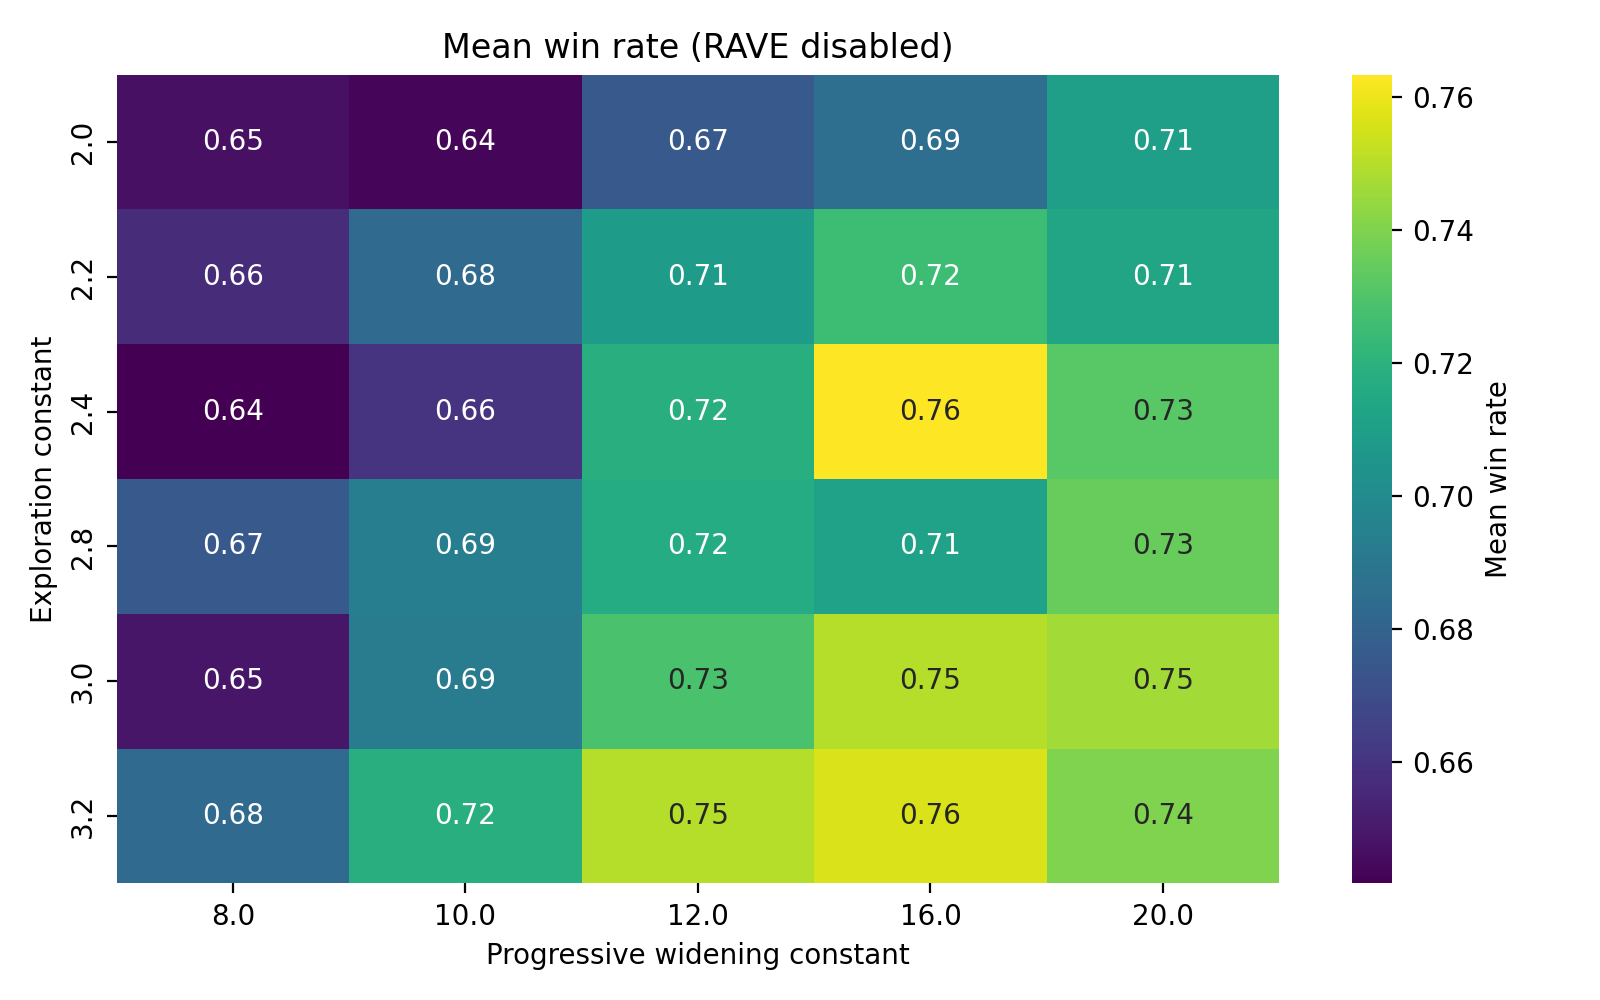 Mean win rate (RAVE disabled)
Exploration constant
2.0 0.65 0.64 0.67 0.69 0.71
2.2 0.66 0.68 0.71 0.72 0.71
2.4 0.64 0.66 0.72 0.76 0.73
2.8 0.67 0.69 0.72 0.71 0.73
3.0 0.65 0.69 0.73 0.75 0.75
3.2 0.68 0.72 0.75 0.76 0.74
8.0 10.0 12.0 16.0 20.0
Progressive widening constant
0.76
0.74
0.72
0.70
0.68
0.66
Mean win rate